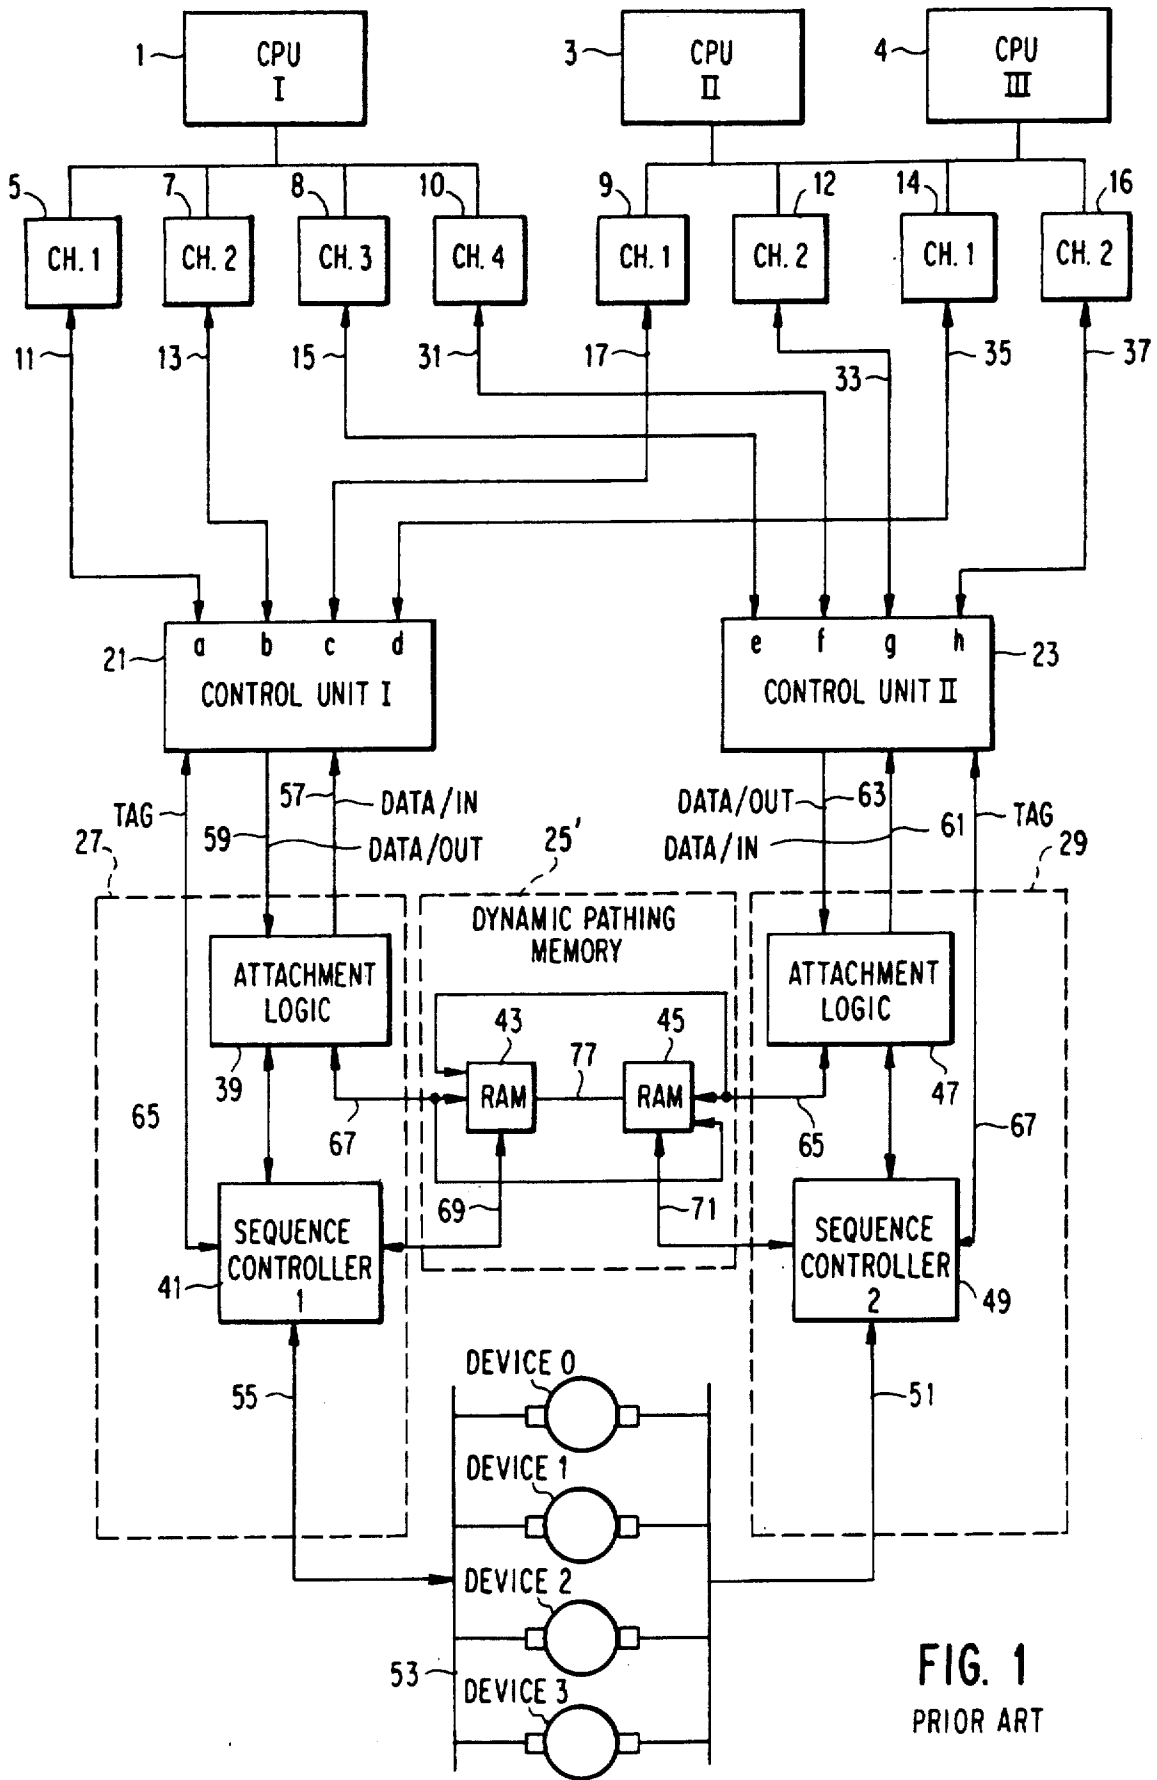 1
CPU
I
3
CPU
II
4
CPU
III
5
7
8
10
9
12
14
16
CH. 1
CH. 2
CH. 3
CH. 4
CH. 1
CH. 2
CH. 1
CH. 2
11
13
15
31
17
33
35
37
21
a b c d
CONTROL UNIT I
e f g h
CONTROL UNIT II
23
TAG
59
57
DATA/IN
DATA/OUT
DATA/OUT
63
DATA/IN
61
TAG
27
25'
29
DYNAMIC PATHING
MEMORY
ATTACHMENT
LOGIC
39
ATTACHMENT
LOGIC
47
43
45
77
RAM
RAM
65
67
65
67
69
71
SEQUENCE
CONTROLLER
1
41
SEQUENCE
CONTROLLER
2
49
55
51
DEVICE 0
DEVICE 1
DEVICE 2
53
DEVICE 3
FIG. 1
PRIOR ART